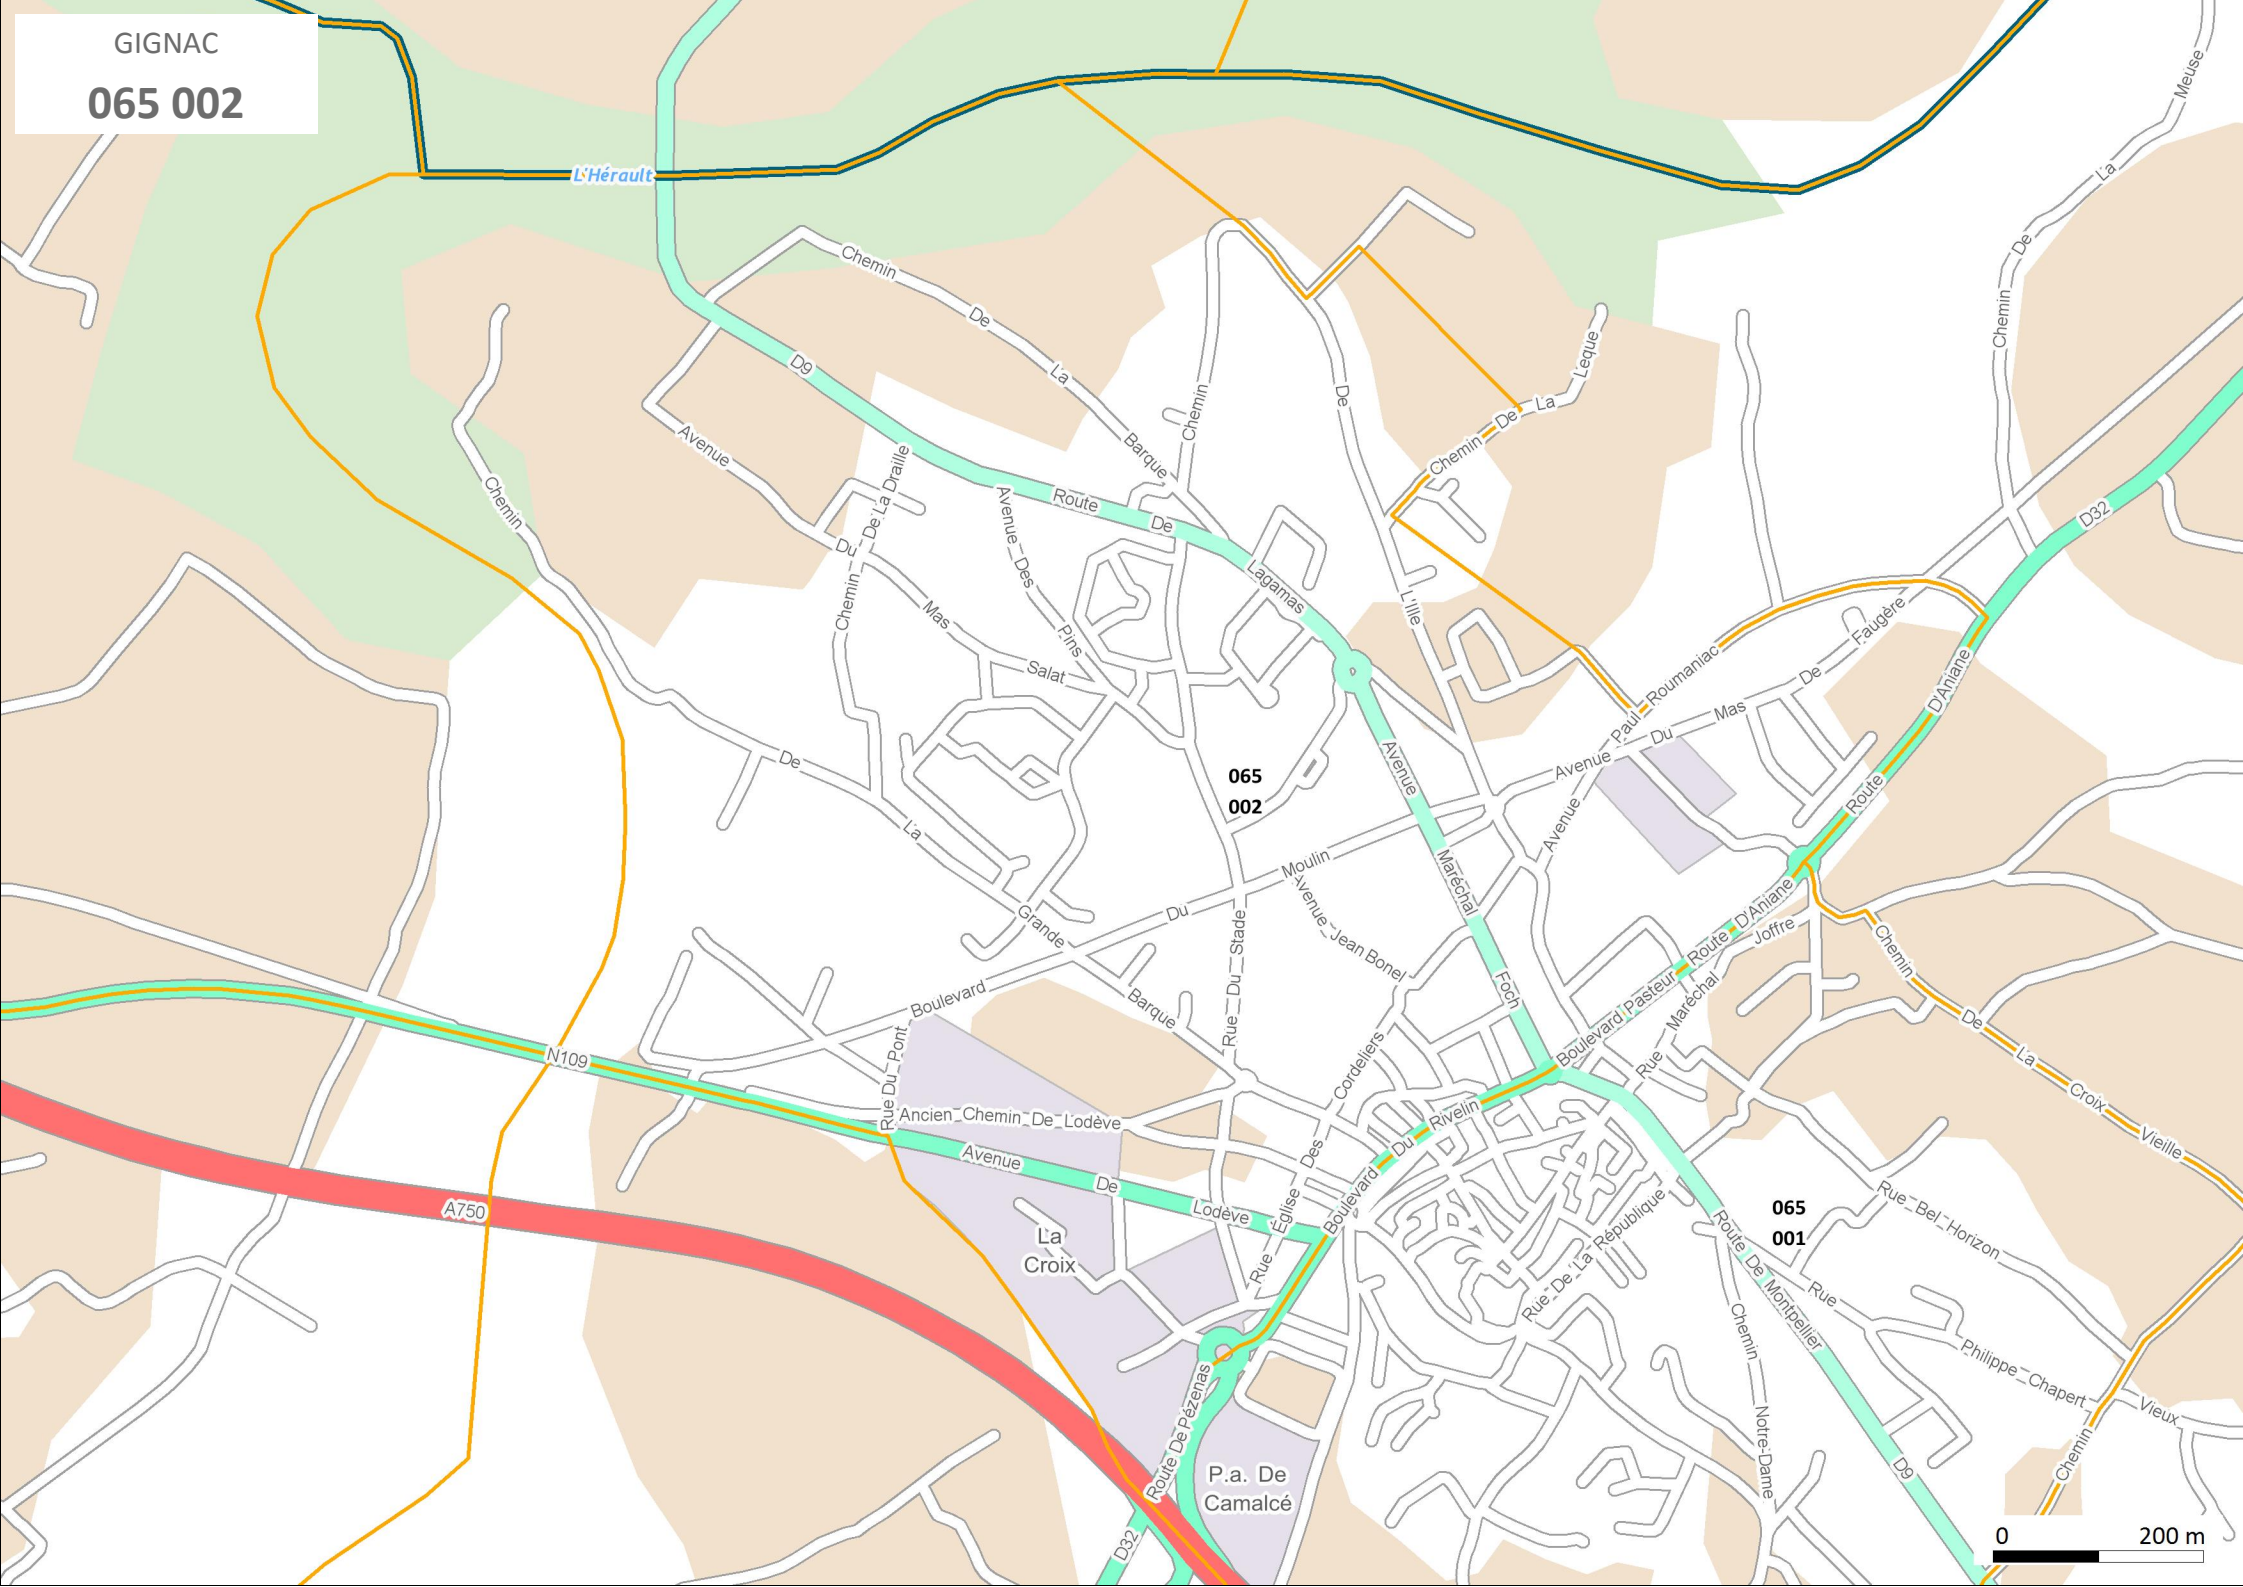 GIGNAC
065 002
L'Hérault
Meuse
La
De
Chemin
Chemin
De
La
Barque
D9
Chemin
De
L'Ille
Leque
La
De
Chemin
Avenue
Du
Mas
Salat
De La Draille
Chemin
Avenue Des
Pins
Route
De
Lagamas
D32
Chemin
De
La
Grande
Barque
Faugère
De
Mas
Du
Avenue
Roumaniac
Paul
Avenue
D'Aniane
Route
065
002
Avenue
Maréchal
Foch
Moulin
Du
Boulevard
Avenue Jean Bonel
Rue Du Stade
D'Aniane
Route
Joffre
Maréchal
Rue
Pasteur
Boulevard
Chemin
De
La
Croix
Vieille
N109
Rue Du Pont
Ancien Chemin De Lodève
Cordeliers
Des
Église
Rue
Rivelin
Du
Boulevard
Avenue
De
Lodève
A750
La
Croix
Rue De La République
065
001
Rue Bel Horizon
Route De Montpellier
Rue
Philippe Chapert
Vieux
Chemin
Chemin
Notre-Dame
D9
Route De Pézenas
P.a. De
Camalcé
D32
0 200 m